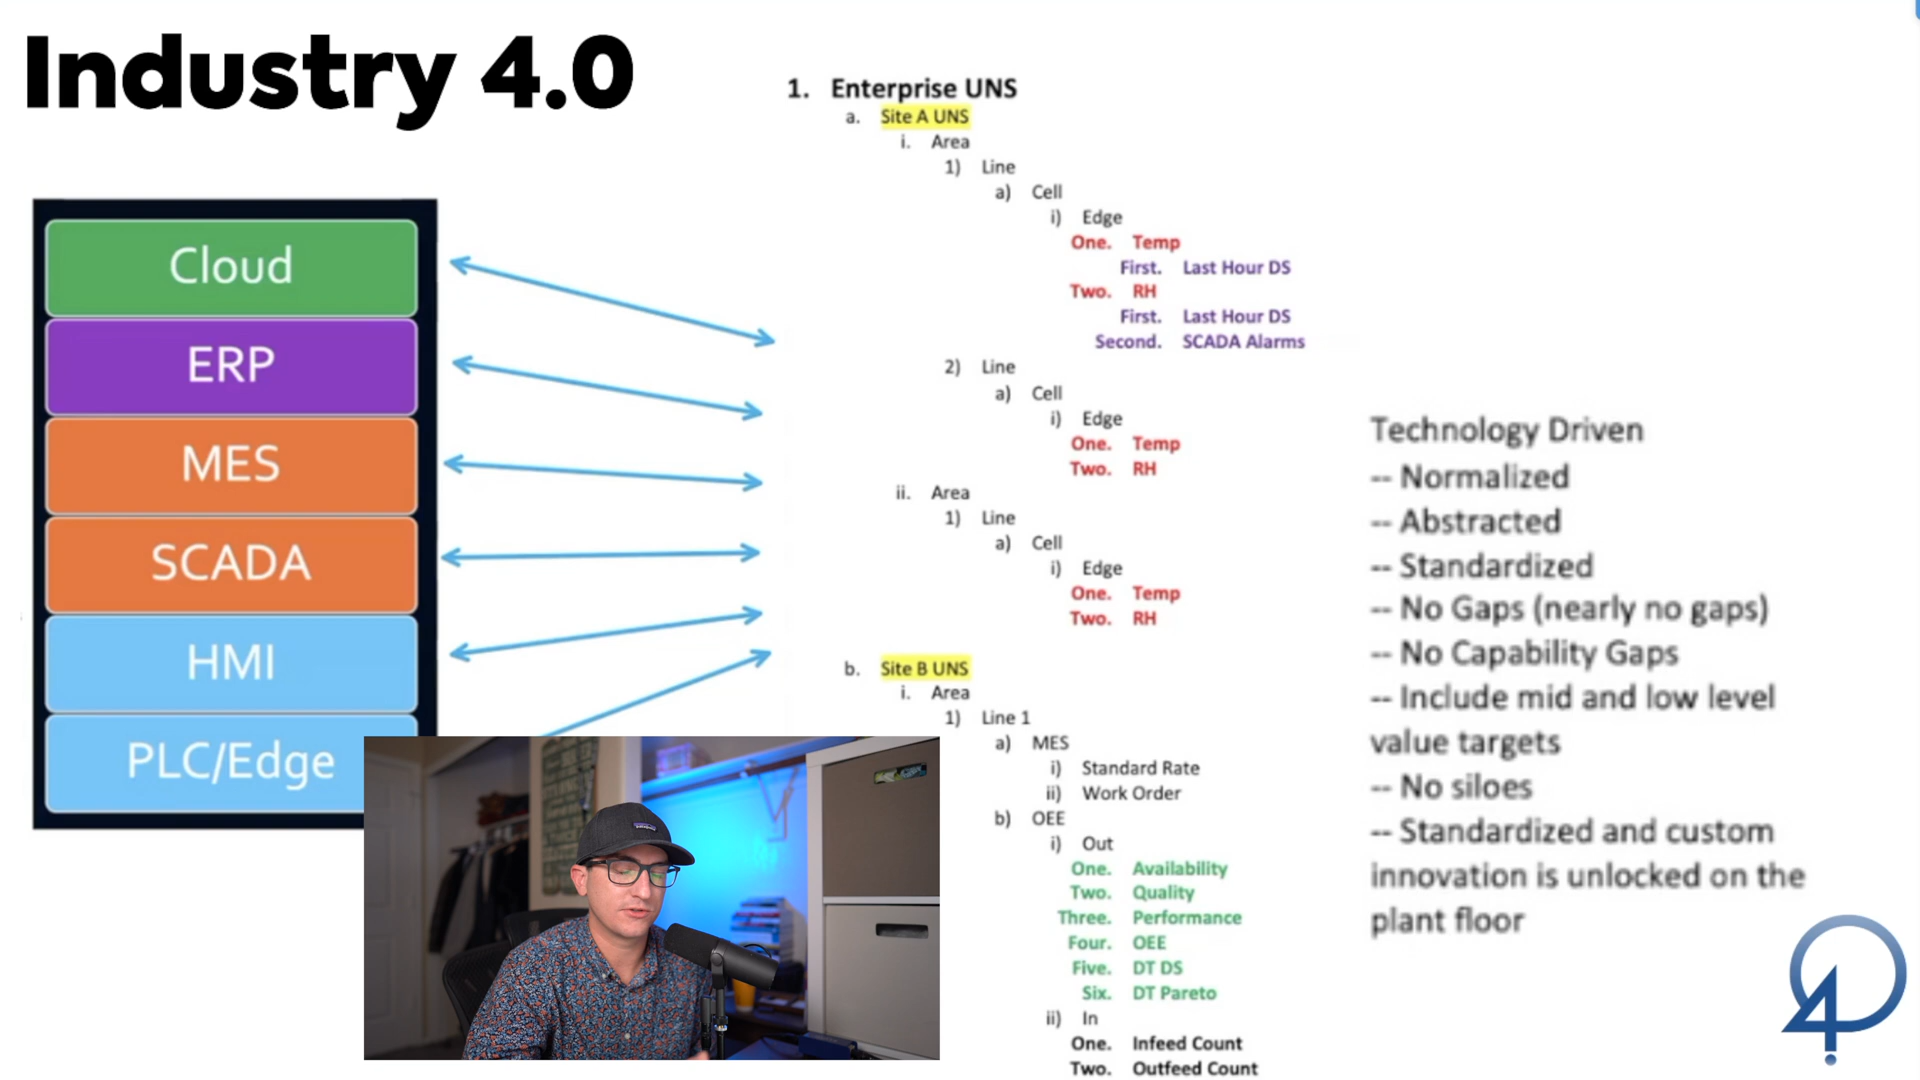 Industry 4.0
Cloud
ERP
MES
SCADA
HMI
PLC/Edge
1. Enterprise UNS
a. Site A UNS
i. Area
1) Line
a) Cell
i) Edge
One. Temp
First. Last Hour DS
Two. RH
First. Last Hour DS
Second. SCADA Alarms
2) Line
a) Cell
i) Edge
One. Temp
Two. RH
ii. Area
1) Line
a) Cell
i) Edge
One. Temp
Two. RH
b. Site B UNS
i. Area
1) Line 1
a) MES
i) Standard Rate
ii) Work Order
b) OEE
i) Out
One. Availability
Two. Quality
Three. Performance
Four. OEE
Five. DT DS
Six. DT Pareto
ii) In
One. Infeed Count
Two. Outfeed Count
Technology Driven
-- Normalized
-- Abstracted
-- Standardized
-- No Gaps (nearly no gaps)
-- No Capability Gaps
-- Include mid and low level
value targets
-- No siloes
-- Standardized and custom
innovation is unlocked on the
plant floor
4